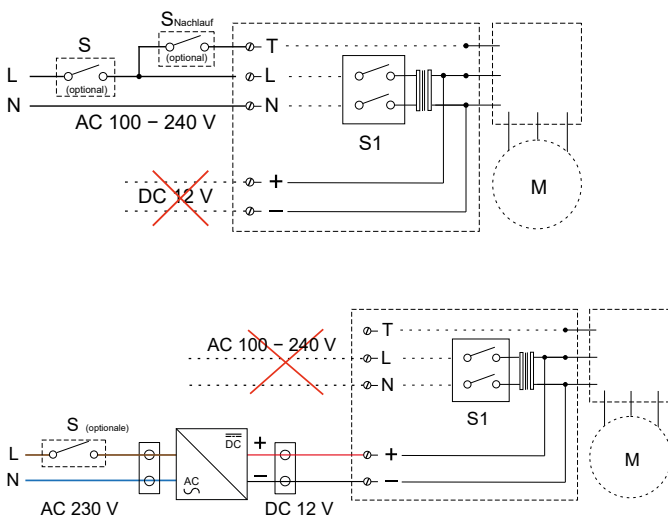 S Nachlauf
(optional)
T
S
(optional)
L
L
N
N
AC 100 – 240 V
S1
+
DC 12 V
–
M
T
AC 100 – 240 V
L
N
S1
S (optionale)
L
+
DC
+
N
AC
–
–
M
AC 230 V
DC 12 V